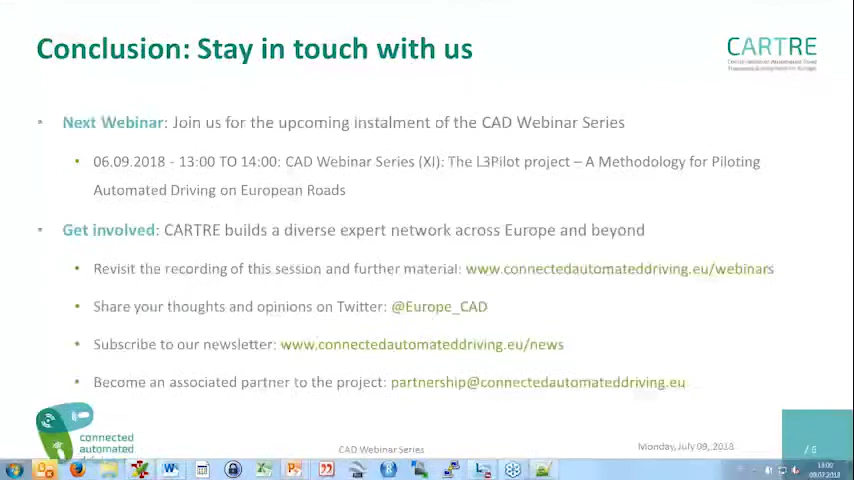 Conclusion: Stay in touch with us
CARTRE
Next Webinar: Join us for the upcoming instalment of the CAD Webinar Series
06.09.2018 - 13:00 TO 14:00: CAD Webinar Series (XI): The L3Pilot project – A Methodology for Piloting
Automated Driving on European Roads
Get involved: CARTRE builds a diverse expert network across Europe and beyond
Revisit the recording of this session and further material: www.connectedautomateddriving.eu/webinars
Share your thoughts and opinions on Twitter: @Europe_CAD
Subscribe to our newsletter: www.connectedautomateddriving.eu/news
Become an associated partner to the project: partnership@connectedautomateddriving.eu
connected
automated
CAD Webinar Series
Monday, July 09, 2018
/ 6
09.07.2018